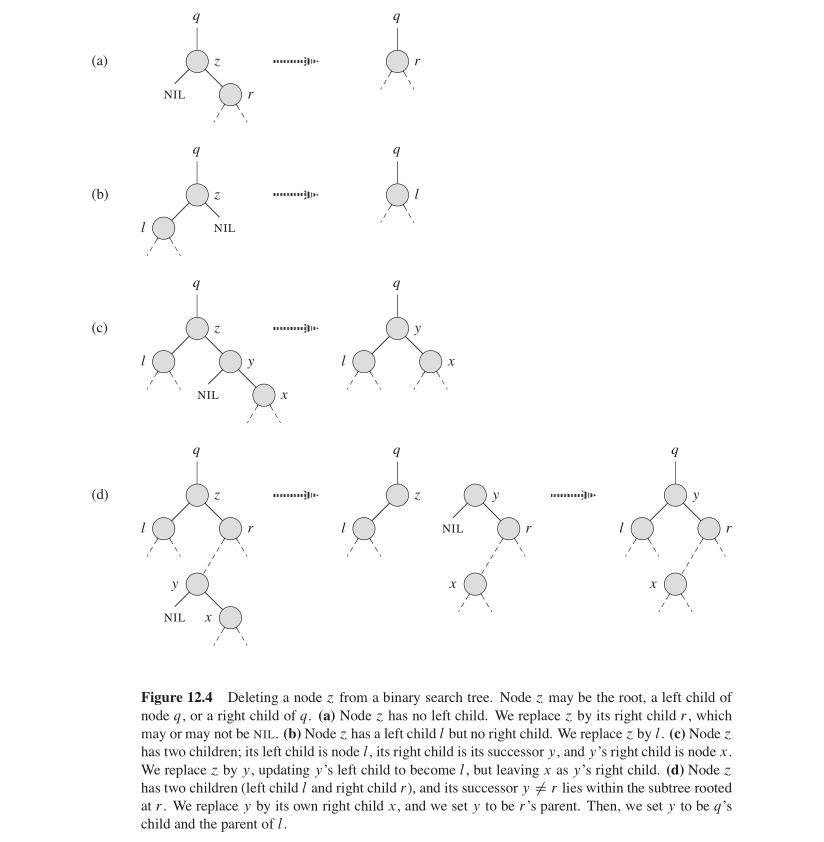 q q
(a) z r
NIL r
q q
(b) z l
l NIL
q q
(c) z y
l y l x
NIL x
q q q
(d) z z y y
l r l NIL r l r
y x x
NIL x
Figure 12.4 Deleting a node z from a binary search tree. Node z may be the root, a left child of
node q, or a right child of q. (a) Node z has no left child. We replace z by its right child r, which
may or may not be NIL. (b) Node z has a left child l but no right child. We replace z by l. (c) Node z
has two children; its left child is node l, its right child is its successor y, and y's right child is node x.
We replace z by y, updating y's left child to become l, but leaving x as y's right child. (d) Node z
has two children (left child l and right child r), and its successor y ≠ r lies within the subtree rooted
at r. We replace y by its own right child x, and we set y to be r's parent. Then, we set y to be q's
child and the parent of l.